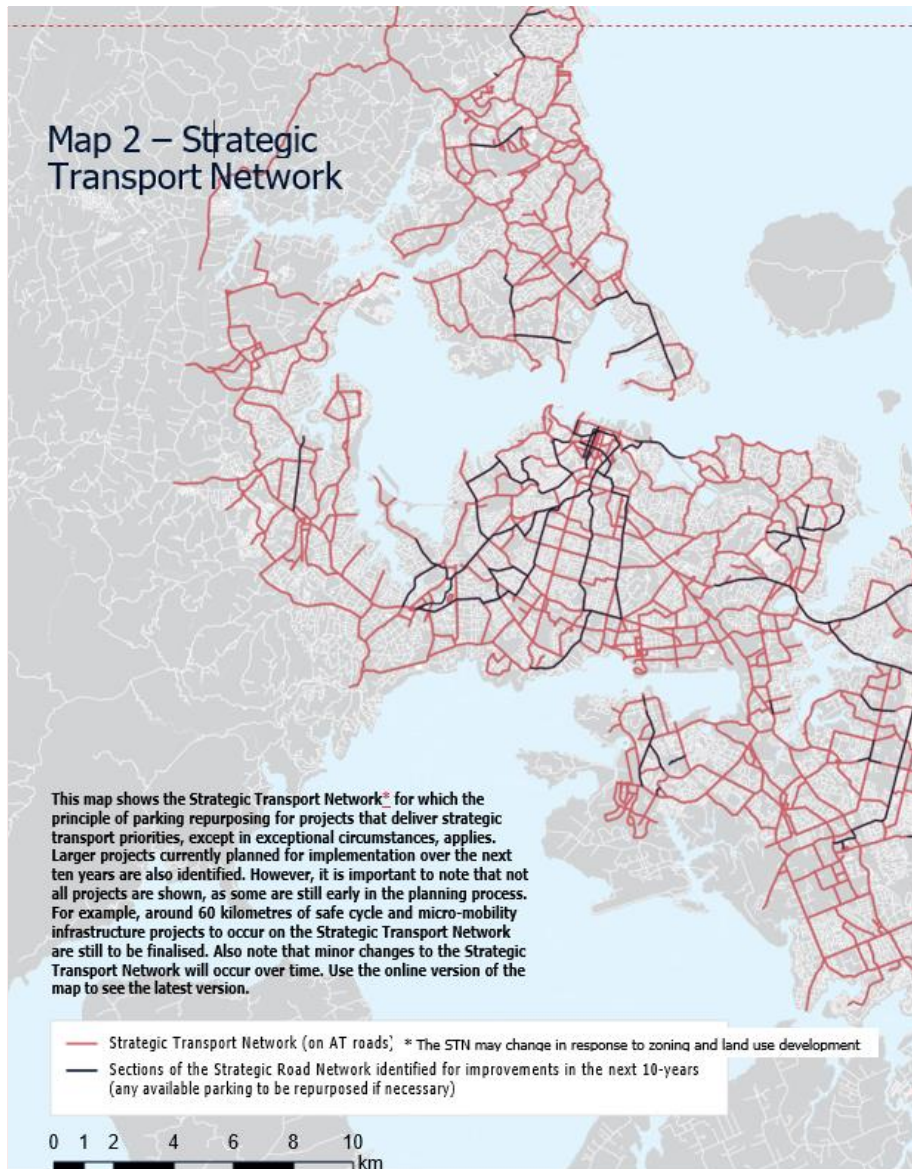 Map 2 – Strategic
Transport Network
This map shows the Strategic Transport Network* for which the
principle of parking repurposing for projects that deliver strategic
transport priorities, except in exceptional circumstances, applies.
Larger projects currently planned for implementation over the next
ten years are also identified. However, it is important to note that not
all projects are shown, as some are still early in the planning process.
For example, around 60 kilometres of safe cycle and micro-mobility
infrastructure projects to occur on the Strategic Transport Network
are still to be finalised. Also note that minor changes to the Strategic
Transport Network will occur over time. Use the online version of the
map to see the latest version.
Strategic Transport Network (on AT roads) * The STN may change in response to zoning and land use development
Sections of the Strategic Road Network identified for improvements in the next 10-years
(any available parking to be repurposed if necessary)
0 1 2 4 6 8 10
km